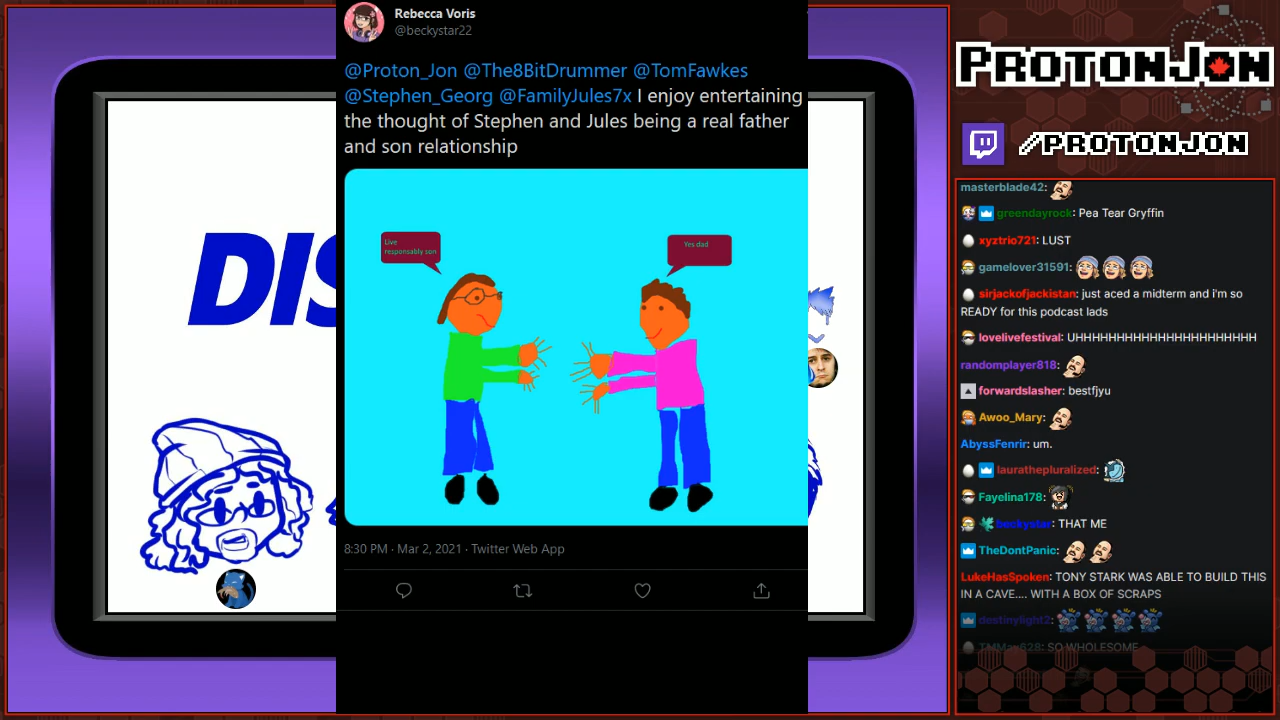 Rebecca Voris
@beckystar22
@Proton_Jon @The8BitDrummer @TomFawkes
@Stephen_Georg @FamilyJules7x I enjoy entertaining
the thought of Stephen and Jules being a real father
and son relationship
Live
responsably son
Yes dad
8:30 PM · Mar 2, 2021 · Twitter Web App
DIS
PROTONJON
/PROTONJON
masterblade42:
greendayrock: Pea Tear Gryffin
xyztrio721: LUST
gamelover31591:
sirjackofjackistan: just aced a midterm and i'm so
READY for this podcast lads
lovelivefestival: UHHHHHHHHHHHHHHHHHHHHHH
randomplayer818:
forwardslasher: bestfjyu
Awoo_Mary:
AbyssFenrir: um.
laurathepluralized:
Fayelina178:
beckystar: THAT ME
TheDontPanic:
LukeHasSpoken: TONY STARK WAS ABLE TO BUILD THIS
IN A CAVE.... WITH A BOX OF SCRAPS
destinylight2:
SO WHOLESOME